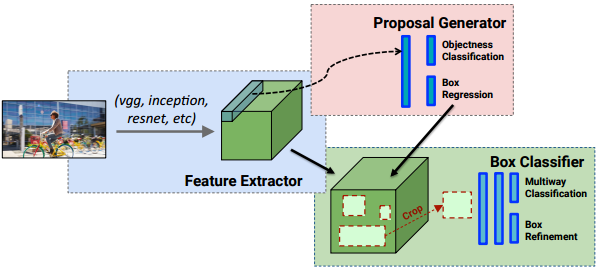 Proposal Generator
Objectness
Classification
Box
Regression
(vgg, inception,
resnet, etc)
Feature Extractor
Box Classifier
Crop
Multiway
Classification
Box
Refinement